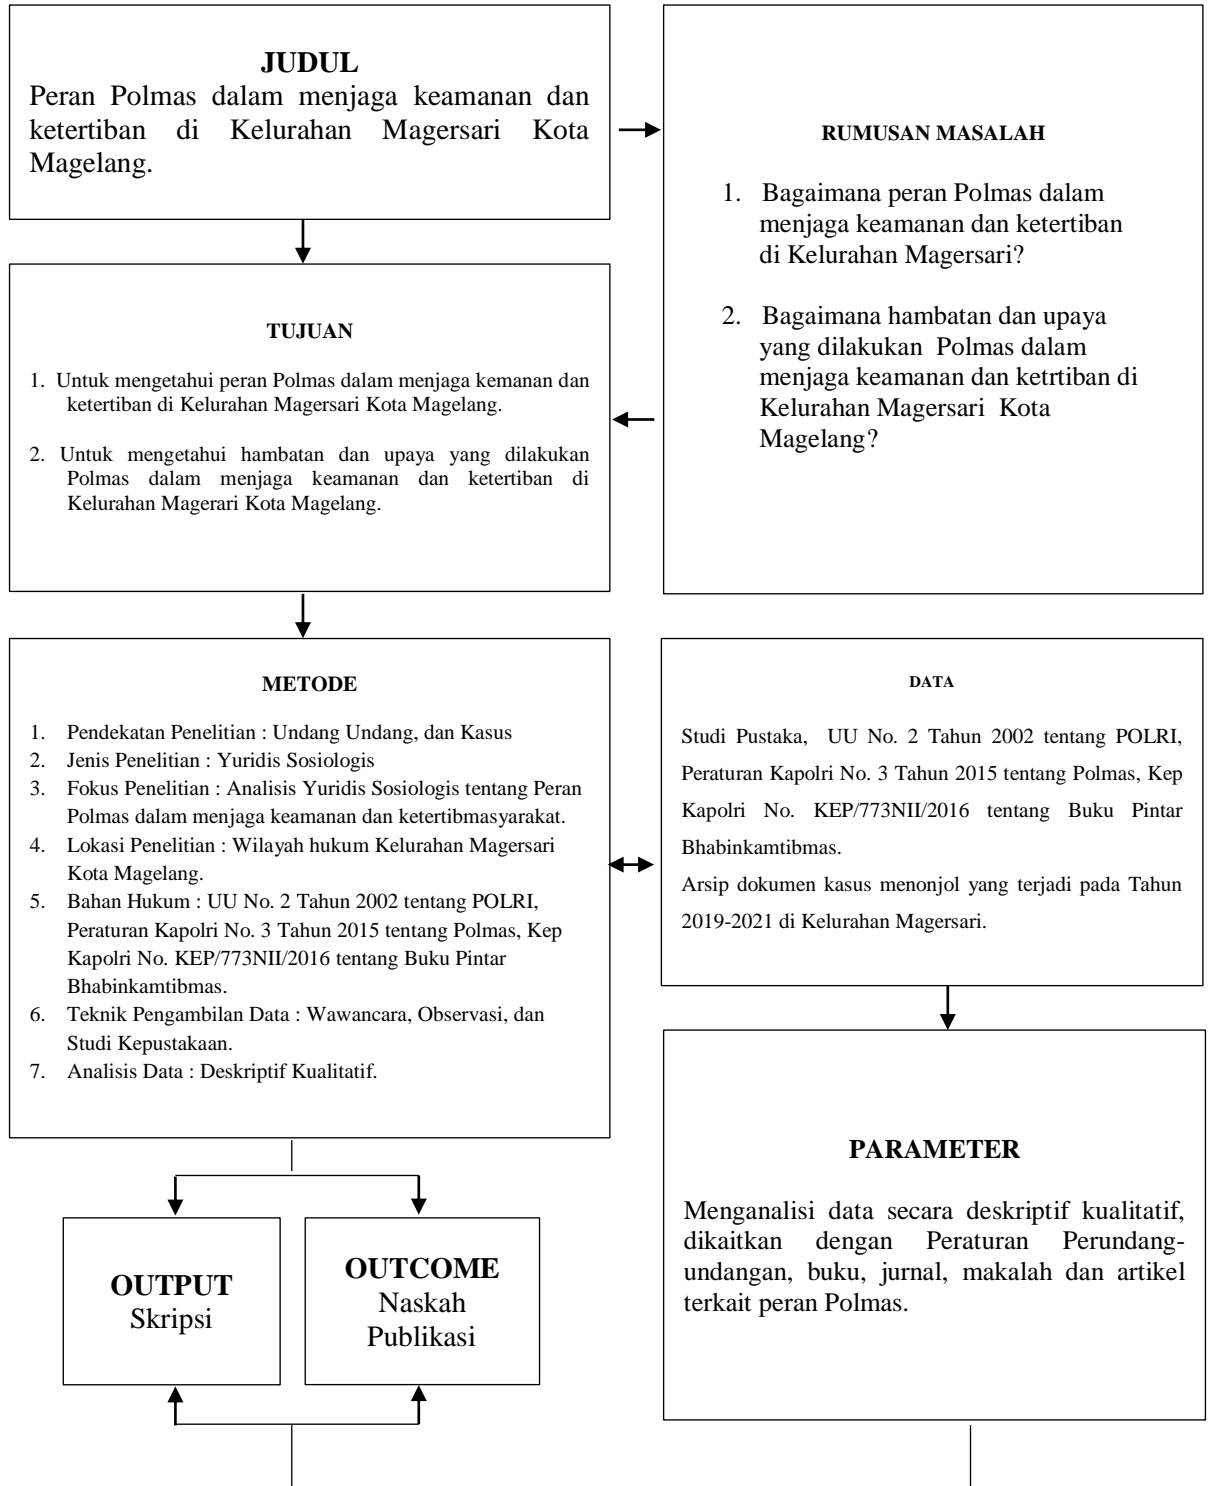 JUDUL
Peran Polmas dalam menjaga keamanan dan
ketertiban di Kelurahan Magersari Kota
Magelang.
RUMUSAN MASALAH
1. Bagaimana peran Polmas dalam
menjaga keamanan dan ketertiban
di Kelurahan Magersari?
2. Bagaimana hambatan dan upaya
yang dilakukan Polmas dalam
menjaga keamanan dan ketrtiban di
Kelurahan Magersari Kota
Magelang?
TUJUAN
1. Untuk mengetahui peran Polmas dalam menjaga kemanan dan
ketertiban di Kelurahan Magersari Kota Magelang.
2. Untuk mengetahui hambatan dan upaya yang dilakukan
Polmas dalam menjaga keamanan dan ketertiban di
Kelurahan Magerari Kota Magelang.
METODE
1. Pendekatan Penelitian : Undang Undang, dan Kasus
2. Jenis Penelitian : Yuridis Sosiologis
3. Fokus Penelitian : Analisis Yuridis Sosiologis tentang Peran
Polmas dalam menjaga keamanan dan ketertibmasyarakat.
4. Lokasi Penelitian : Wilayah hukum Kelurahan Magersari
Kota Magelang.
5. Bahan Hukum : UU No. 2 Tahun 2002 tentang POLRI,
Peraturan Kapolri No. 3 Tahun 2015 tentang Polmas, Kep
Kapolri No. KEP/773NII/2016 tentang Buku Pintar
Bhabinkamtibmas.
6. Teknik Pengambilan Data : Wawancara, Observasi, dan
Studi Kepustakaan.
7. Analisis Data : Deskriptif Kualitatif.
DATA
Studi Pustaka, UU No. 2 Tahun 2002 tentang POLRI,
Peraturan Kapolri No. 3 Tahun 2015 tentang Polmas, Kep
Kapolri No. KEP/773NII/2016 tentang Buku Pintar
Bhabinkamtibmas.
Arsip dokumen kasus menonjol yang terjadi pada Tahun
2019-2021 di Kelurahan Magersari.
PARAMETER
Menganalisi data secara deskriptif kualitatif,
dikaitkan dengan Peraturan Perundang-
undangan, buku, jurnal, makalah dan artikel
terkait peran Polmas.
OUTPUT
Skripsi
OUTCOME
Naskah
Publikasi